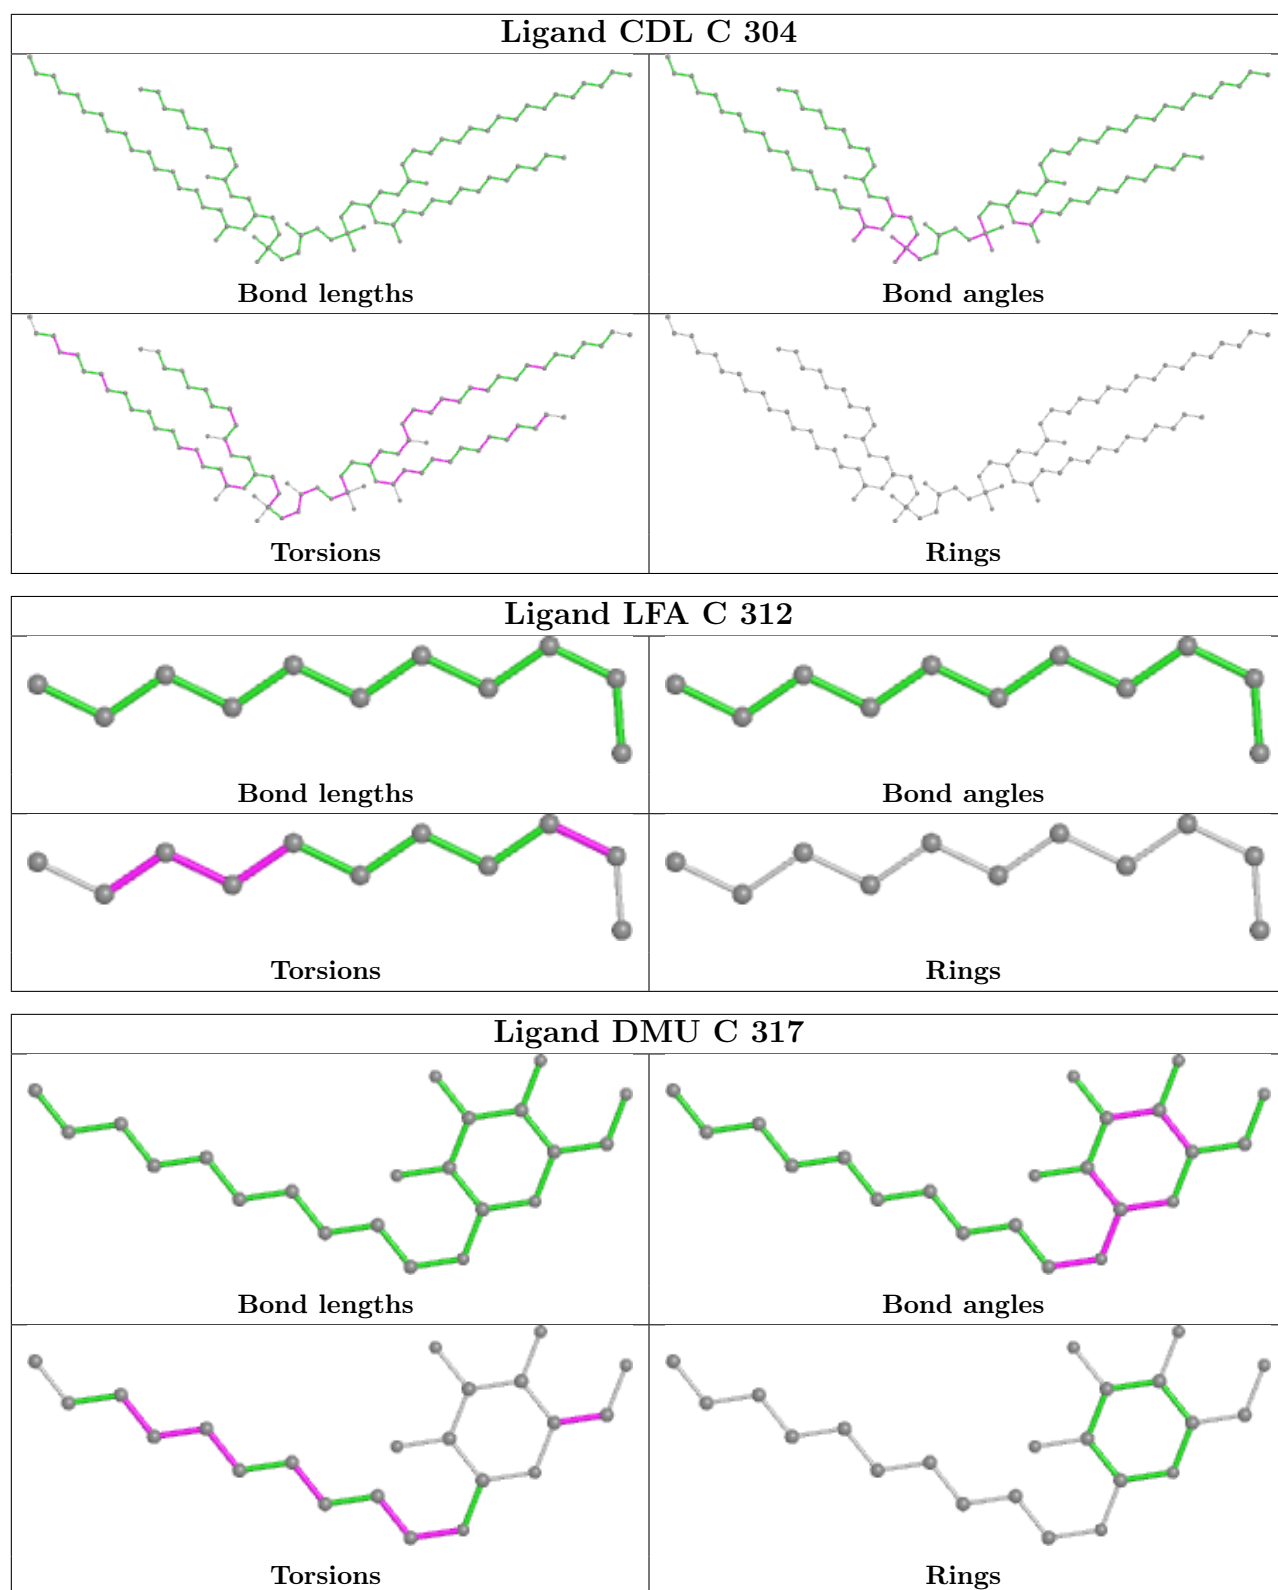 Ligand CDL C 304
Bond lengths
Bond angles
Torsions
Rings
Ligand LFA C 312
Bond lengths
Bond angles
Torsions
Rings
Ligand DMU C 317
Bond lengths
Bond angles
Torsions
Rings